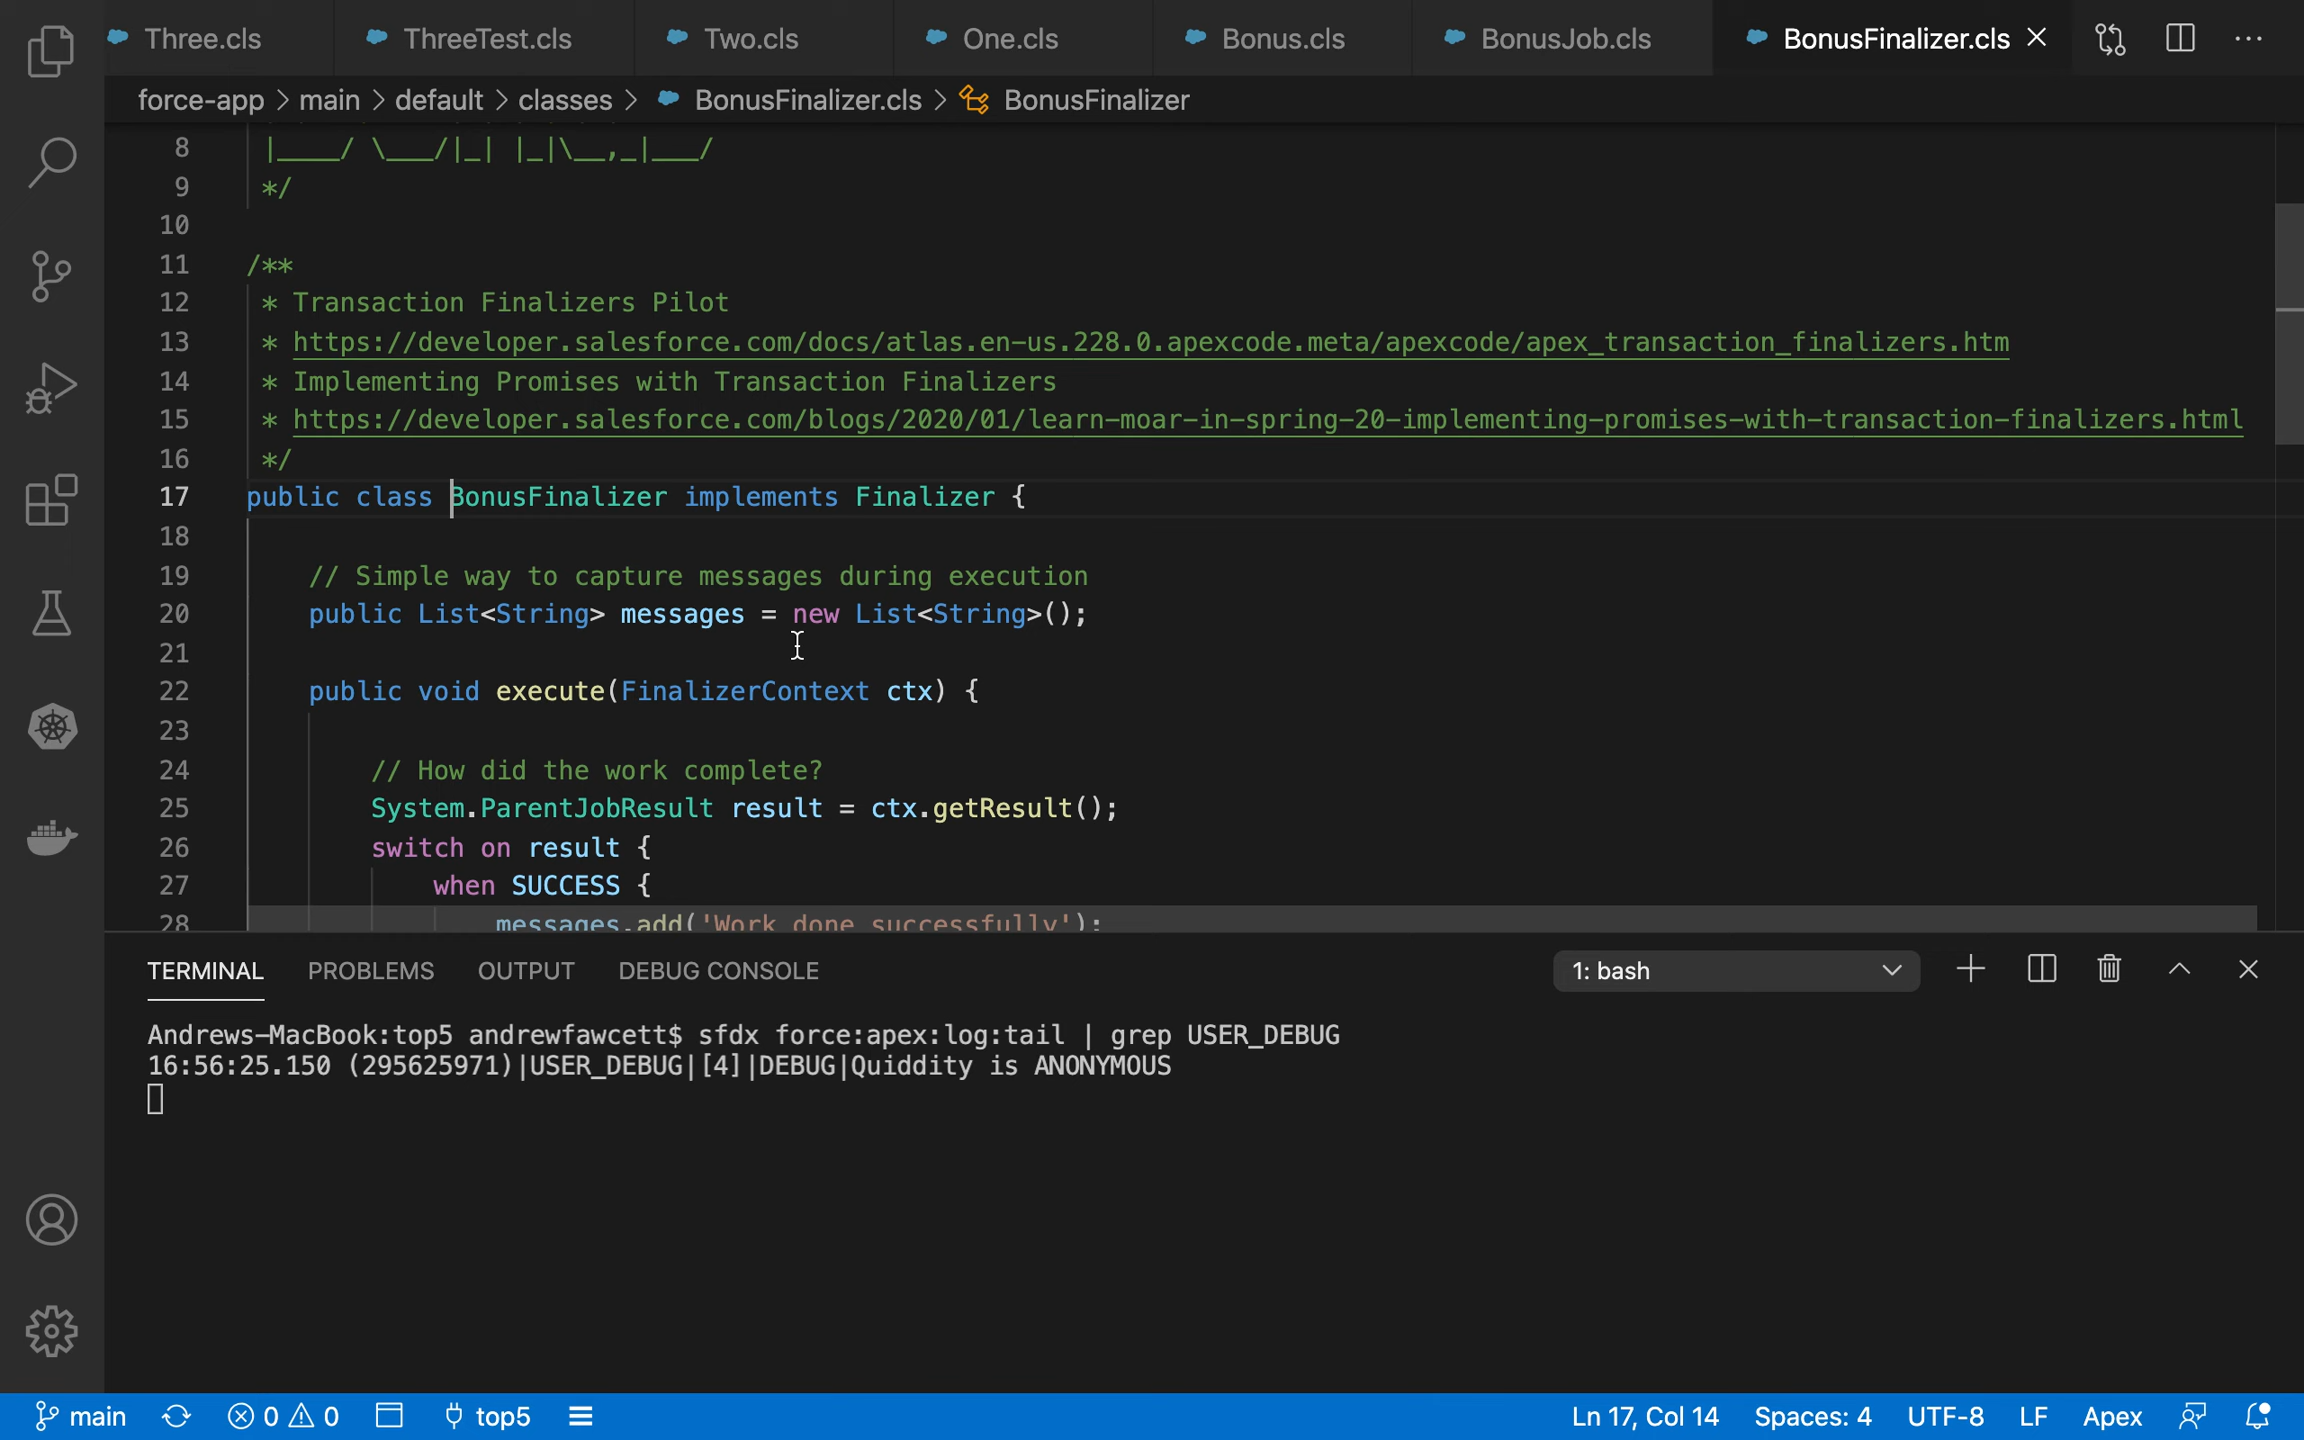 Three.cls ThreeTest.cls Two.cls One.cls Bonus.cls BonusJob.cls BonusFinalizer.cls
force-app > main > default > classes > BonusFinalizer.cls > BonusFinalizer
8 |____/ \___/|_| |_|\__,_|___/
9 */
10
11 /**
12 * Transaction Finalizers Pilot
13 * https://developer.salesforce.com/docs/atlas.en-us.228.0.apexcode.meta/apexcode/apex_transaction_finalizers.htm
14 * Implementing Promises with Transaction Finalizers
15 * https://developer.salesforce.com/blogs/2020/01/learn-moar-in-spring-20-implementing-promises-with-transaction-finalizers.html
16 */
17 public class BonusFinalizer implements Finalizer {
18
19 // Simple way to capture messages during execution
20 public List<String> messages = new List<String>();
21
22 public void execute(FinalizerContext ctx) {
23
24 // How did the work complete?
25 System.ParentJobResult result = ctx.getResult();
26 switch on result {
27 when SUCCESS {
28 messages.add('Work done successfully');
TERMINAL PROBLEMS OUTPUT DEBUG CONSOLE 1: bash
Andrews-MacBook:top5 andrewfawcett$ sfdx force:apex:log:tail | grep USER_DEBUG
16:56:25.150 (295625971)|USER_DEBUG|[4]|DEBUG|Quiddity is ANONYMOUS
main 0 0 top5 Ln 17, Col 14 Spaces: 4 UTF-8 LF Apex